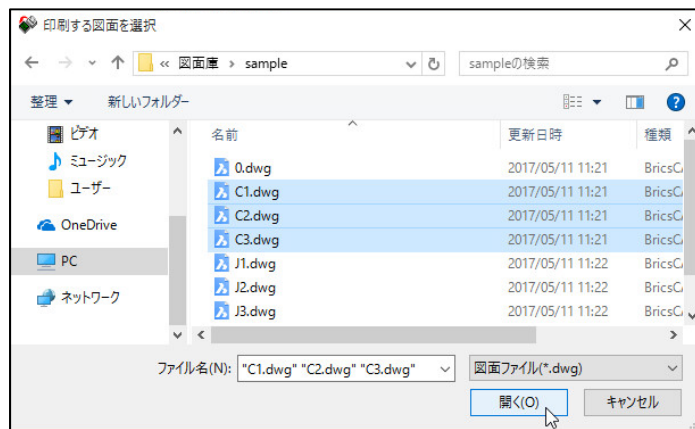 印刷する図面を選択
« 図面庫 › sample
sampleの検索
整理 新しいフォルダー
ビデオ
ミュージック
ユーザー
OneDrive
PC
ネットワーク
名前 更新日時 種類
0.dwg 2017/05/11 11:21 BricsCA
C1.dwg 2017/05/11 11:21 BricsCA
C2.dwg 2017/05/11 11:21 BricsCA
C3.dwg 2017/05/11 11:21 BricsCA
J1.dwg 2017/05/11 11:22 BricsCA
J2.dwg 2017/05/11 11:22 BricsCA
J3.dwg 2017/05/11 11:22 BricsCA
ファイル名(N): "C1.dwg" "C2.dwg" "C3.dwg" 図面ファイル(*.dwg)
開く(O) キャンセル